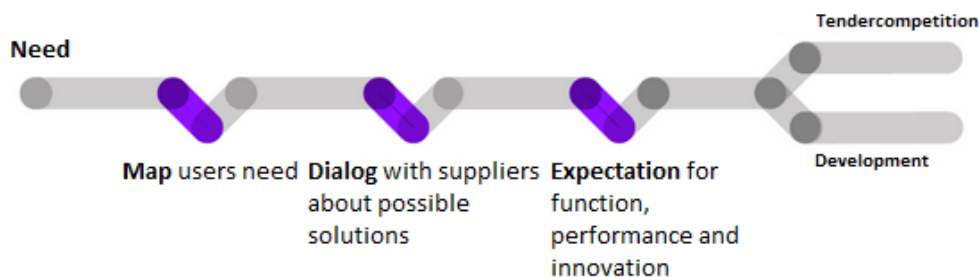 Tendercompetition
Need
Map users need
Dialog with suppliers
about possible
solutions
Expectation for
function,
performance and
innovation
Development